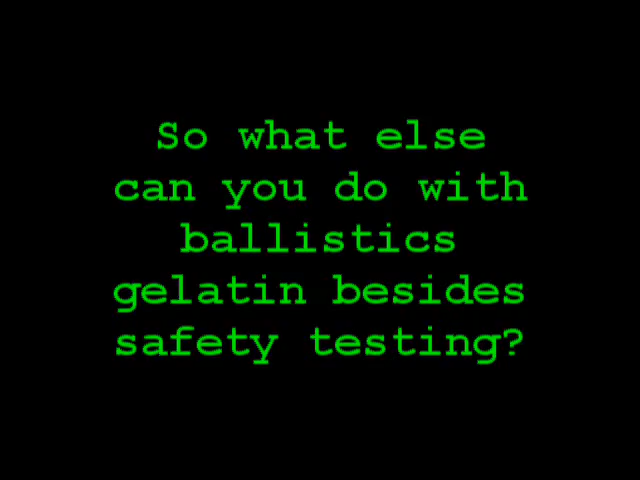 So what else
can you do with
ballistics
gelatin besides
safety testing?